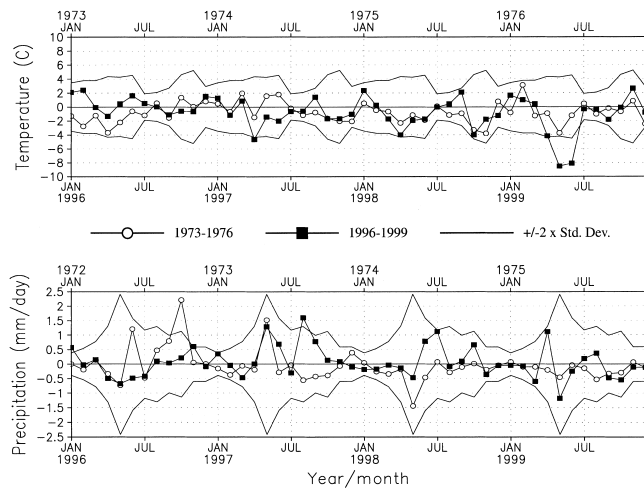 1973 1974 1975 1976
JAN JUL JAN JUL JAN JUL JAN JUL
Temperature (C)
10
8
6
4
2
0
-2
-4
-6
-8
-10
JAN JUL JAN JUL JAN JUL JAN JUL
1996 1997 1998 1999
1973-1976 1996-1999 +/-2 x Std. Dev.
1972 1973 1974 1975
JAN JUL JAN JUL JAN JUL JAN JUL
Precipitation (mm/day)
2.5
2
1.5
1
0.5
0
-0.5
-1
-1.5
-2
-2.5
JAN JUL JAN JUL JAN JUL JAN JUL
1996 1997 1998 1999
Year/month